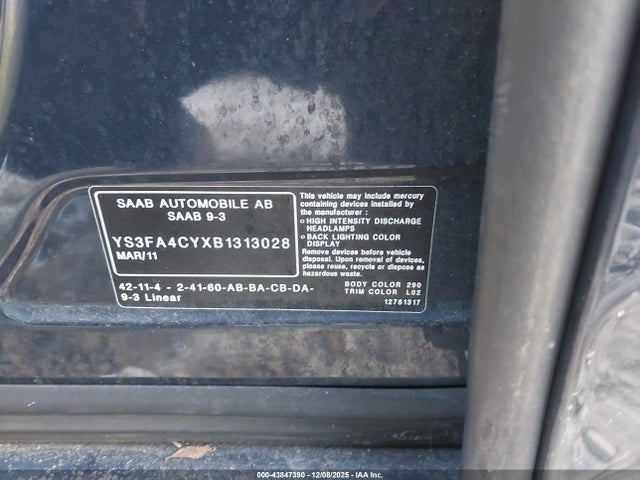 SAAB AUTOMOBILE AB
SAAB 9-3
YS3FA4CYXB1313028
MAR/11
42-11-4 - 2-41-60-AB-BA-CB-DA-
9-3 Linear
This vehicle may include mercury
containing devices installed by
the manufacturer :
o HIGH INTENSITY DISCHARGE
HEADLAMPS
o BACK LIGHTING COLOR
DISPLAY
Remove devices before vehicle
disposal. Upon removal of devices,
please reuse, recycle or dispose as
hazardous waste.
BODY COLOR 290
TRIM COLOR L02
12761317
000-43847390 - 12/08/2025 - IAA Inc.